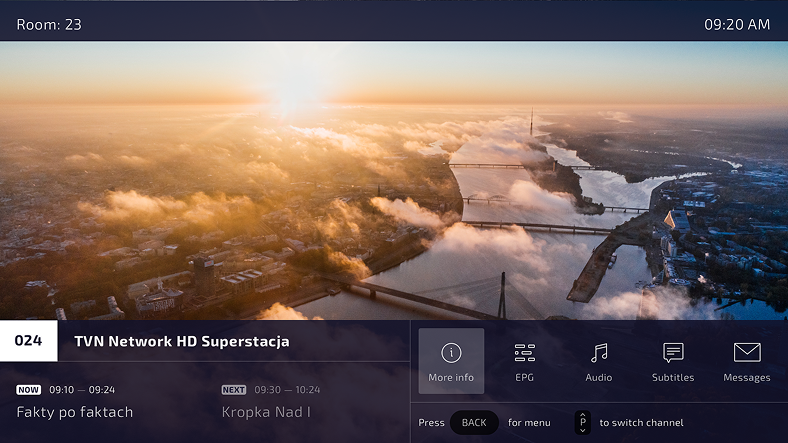 Room: 23
09:20 AM
024
TVN Network HD Superstacja
NOW 09:10 — 09:24
NEXT 09:30 — 10:24
Fakty po faktach
Kropka Nad I
More info
EPG
Audio
Subtitles
Messages
Press BACK for menu
P to switch channel